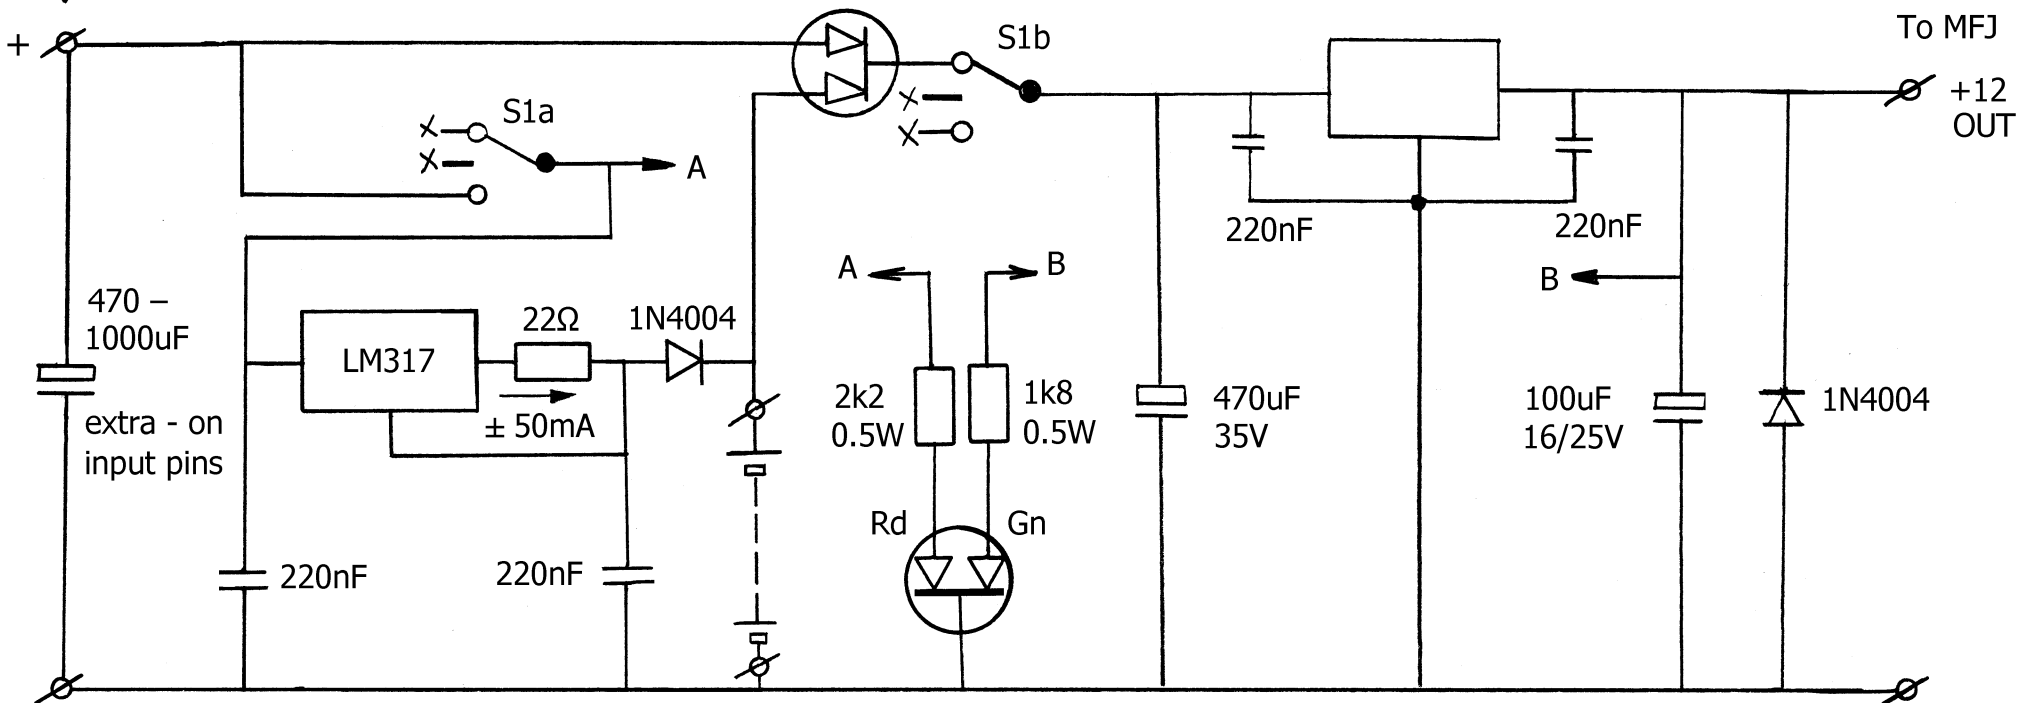 +
S1a
A
470 –
1000uF
extra - on
input pins
LM317
22Ω
± 50mA
1N4004
220nF
220nF
S1b
A
B
2k2
0.5W
1k8
0.5W
Rd
Gn
470uF
35V
220nF
220nF
B
100uF
16/25V
1N4004
To MFJ
+12
OUT